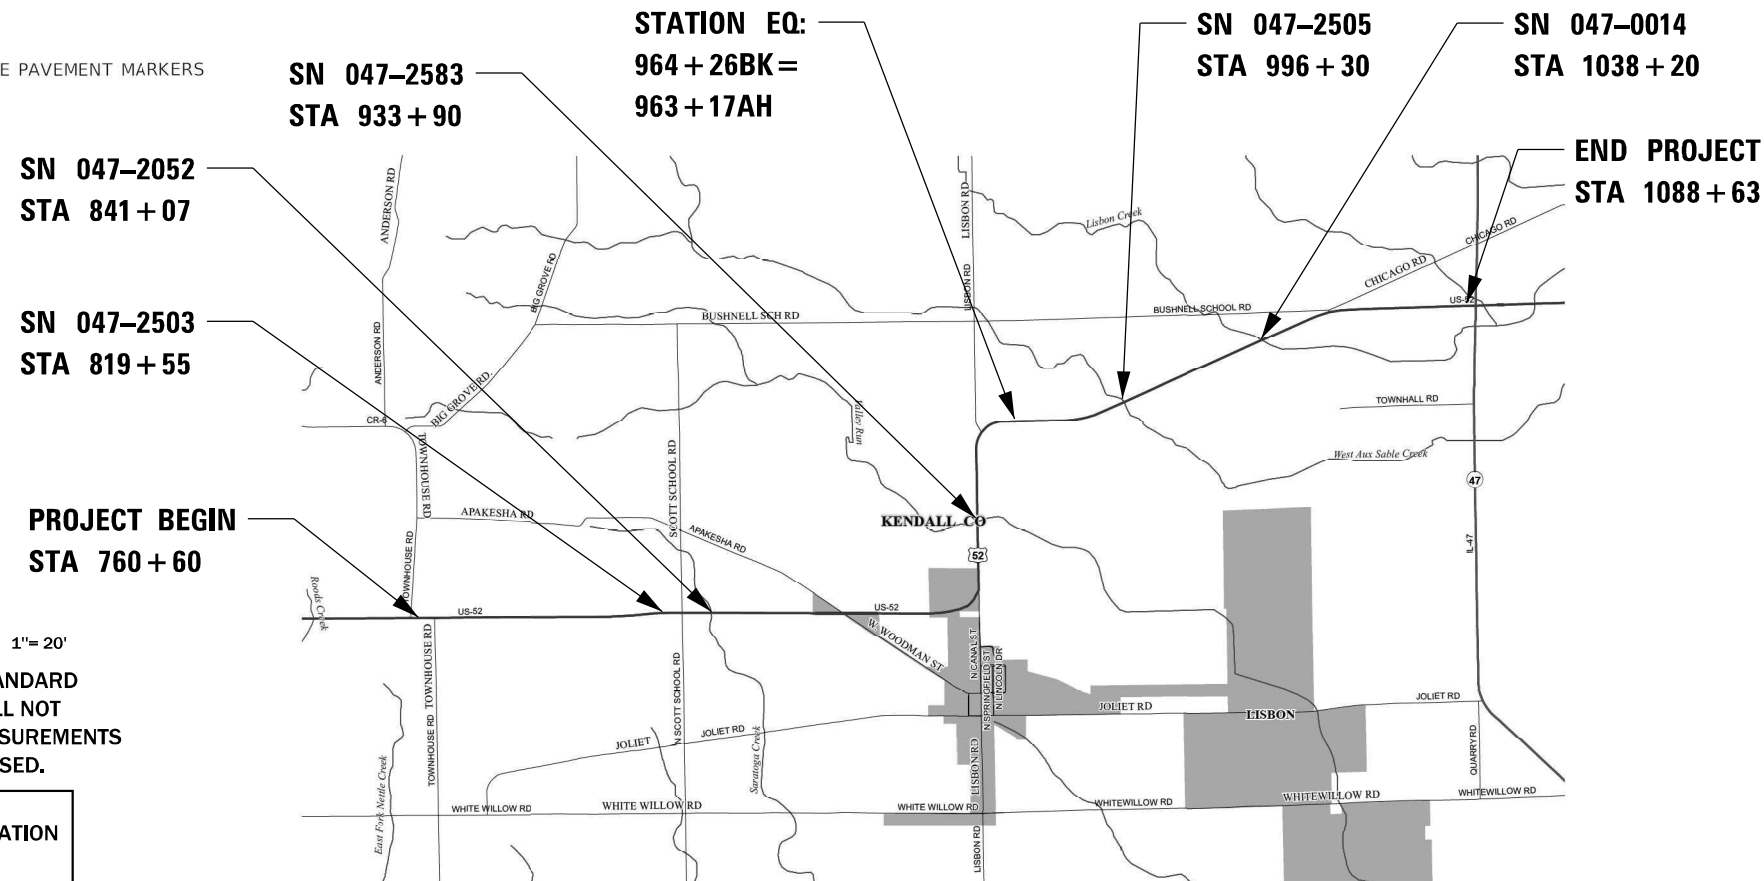 E PAVEMENT MARKERS
SN 047–2583
STA 933+90
STATION EQ:
964+26BK=
963+17AH
SN 047–2505
STA 996+30
SN 047–0014
STA 1038+20
END PROJECT
STA 1088+63
SN 047–2052
STA 841+07
SN 047–2503
STA 819+55
PROJECT BEGIN
STA 760+60
1"= 20'
ANDARD
LL NOT
SUREMENTS
SED.
ATION
ANDERSON RD
ANDERSON RD
BIG GROVE RD
BIG GROVE RD.
BUSHNELL SCH RD
LISBON RD
LISBON RD
Lisbon Creek
BUSHNELL SCHOOL RD
CHICAGO RD
CHICAGO RD
US-52
CR-6
TOWNHOUSE RD
TOWNHOUSE RD
APAKESHA RD
APAKESHA RD
SCOTT SCHOOL RD
Valley Run
KENDALL CO
52
TOWNHALL RD
West Aux Sable Creek
47
IL-47
Roods Creek
US-52
US-52
W. WOODMAN ST
N CANAL ST
N SPRINGFIELD ST
N LINCOLN DR
TOWNHOUSE RD
TOWNHOUSE RD
N SCOTT SCHOOL RD
JOLIET
JOLIET RD
JOLIET RD
LISBON
JOLIET RD
QUARRY RD
Saratoga Creek
East Fork Nettle Creek
LISBON RD
LISBON RD
WHITE WILLOW RD
WHITE WILLOW RD
WHITE WILLOW RD
WHITEWILLOW RD
WHITEWILLOW RD
WHITEWILLOW RD